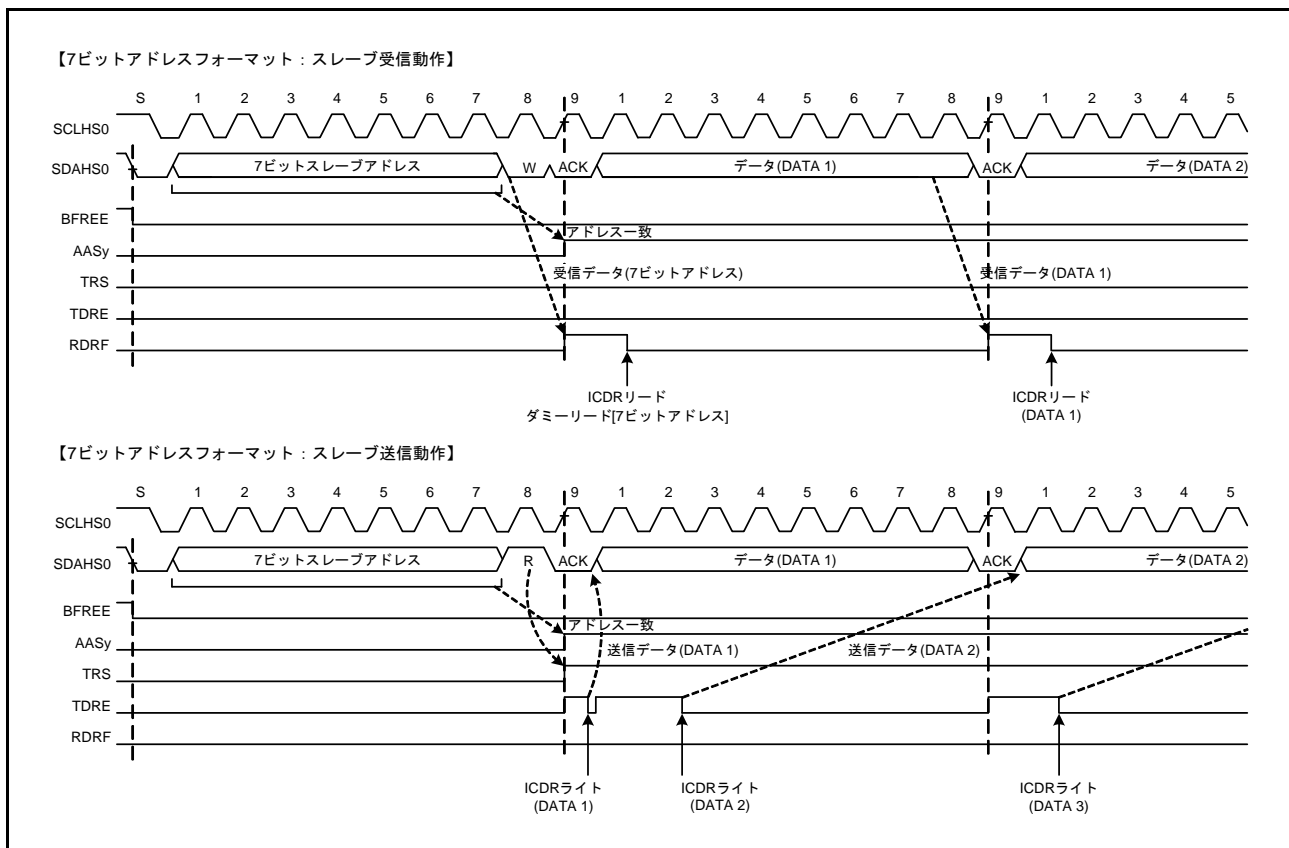 【7ビットアドレスフォーマット：スレーブ受信動作】
S 1 2 3 4 5 6 7 8 9 1 2 3 4 5 6 7 8 9 1 2 3 4 5
SCLHS0
SDAHS0 7ビットスレーブアドレス W ACK データ(DATA 1) ACK データ(DATA 2)
BFREE
アドレス一致
AASy
受信データ(7ビットアドレス) 受信データ(DATA 1)
TRS
TDRE
RDRF
ICDRリード ICDRリード
ダミーリード[7ビットアドレス] (DATA 1)
【7ビットアドレスフォーマット：スレーブ送信動作】
S 1 2 3 4 5 6 7 8 9 1 2 3 4 5 6 7 8 9 1 2 3 4 5
SCLHS0
SDAHS0 7ビットスレーブアドレス R ACK データ(DATA 1) ACK データ(DATA 2)
BFREE
アドレス一致
AASy
送信データ(DATA 1) 送信データ(DATA 2)
TRS
TDRE
RDRF
ICDRライト ICDRライト ICDRライト
(DATA 1) (DATA 2) (DATA 3)